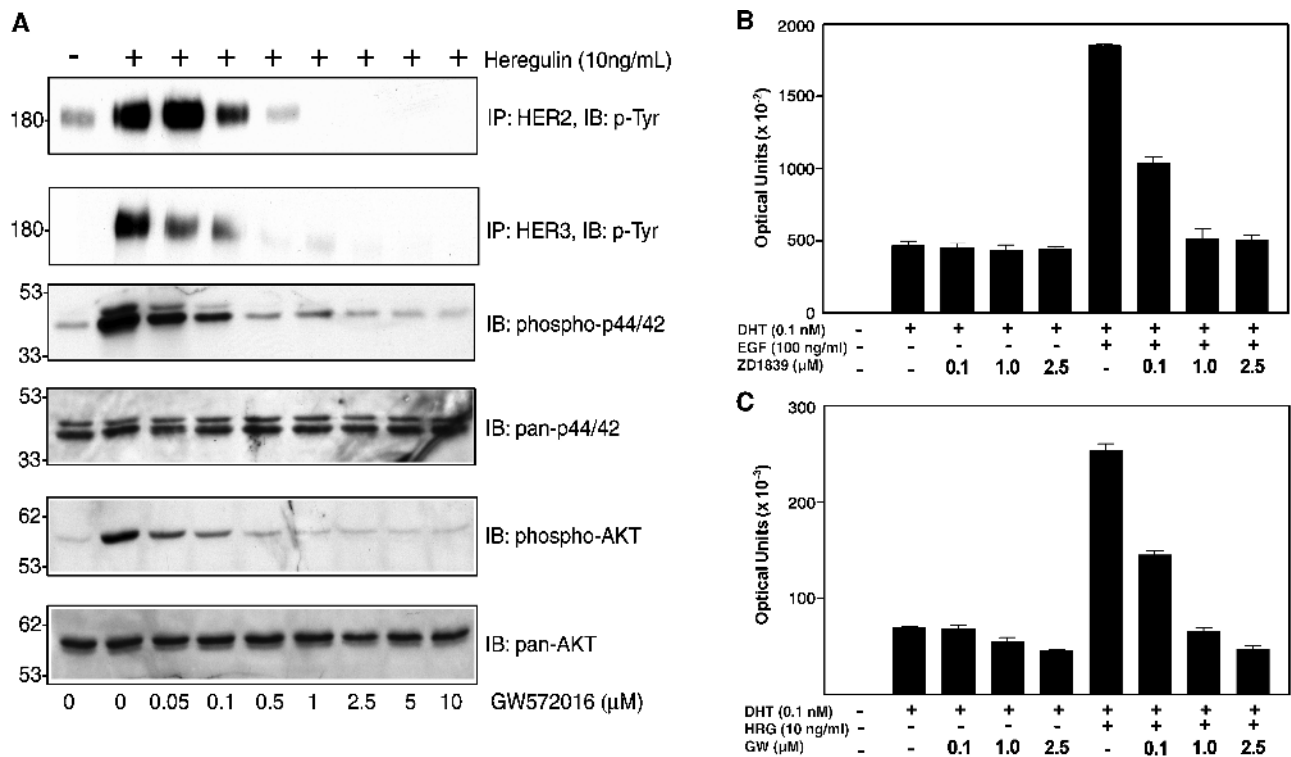 A
- + + + + + + + + Heregulin (10ng/mL)
180- IP: HER2, IB: p-Tyr
180- IP: HER3, IB: p-Tyr
53-
IB: phospho-p44/42
33-
53-
IB: pan-p44/42
33-
62-
IB: phospho-AKT
53-
62-
IB: pan-AKT
53-
0 0 0.05 0.1 0.5 1 2.5 5 10 GW572016 (μM)
B
Optical Units (x 10⁻²)
2000
1500
1000
500
0
DHT (0.1 nM) - + + + + + + + +
EGF (100 ng/ml) - - - - - + + + +
ZD1839 (μM) - - 0.1 1.0 2.5 - 0.1 1.0 2.5
C
Optical Units (x 10⁻³)
300
200
100
DHT (0.1 nM) - + + + + + + + +
HRG (10 ng/ml) - - - - - + + + +
GW (μM) - - 0.1 1.0 2.5 - 0.1 1.0 2.5